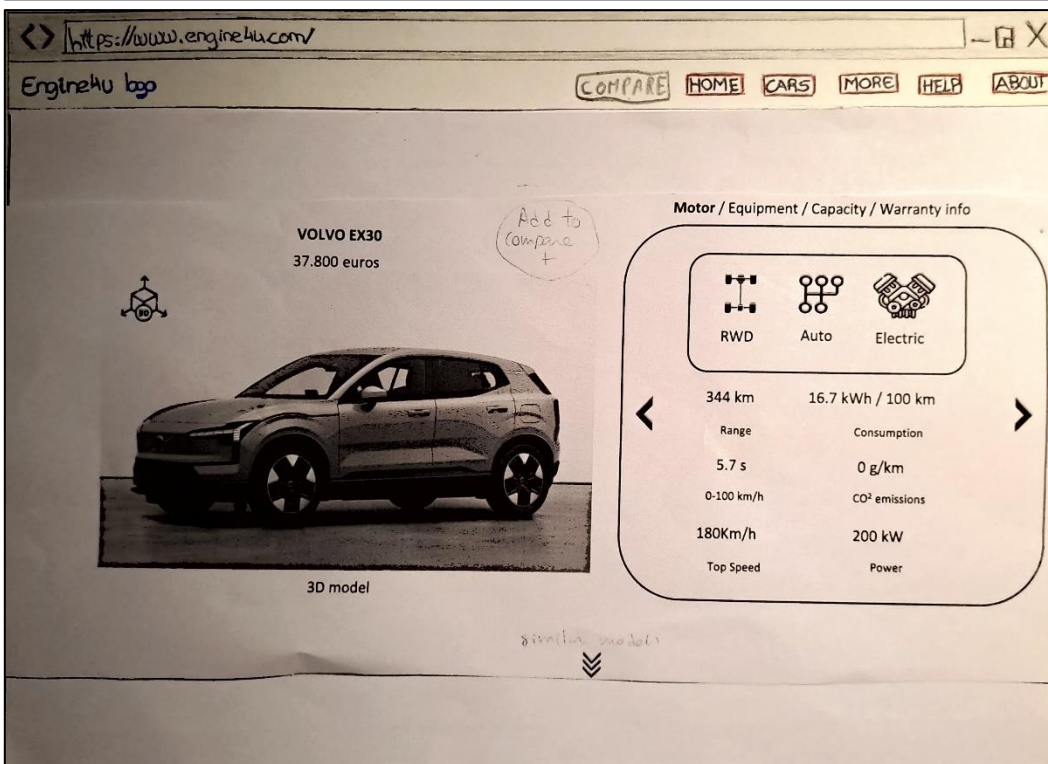 https://www.engine4u.com/
Engine4u logo
COMPARE HOME CARS MORE HELP ABOUT
VOLVO EX30
37.800 euros
Add to
compare
+
3D
3D model
Motor / Equipment / Capacity / Warranty info
RWD Auto Electric
344 km 16.7 kWh / 100 km
Range Consumption
5.7 s 0 g/km
0-100 km/h CO² emissions
180Km/h 200 kW
Top Speed Power
similar models